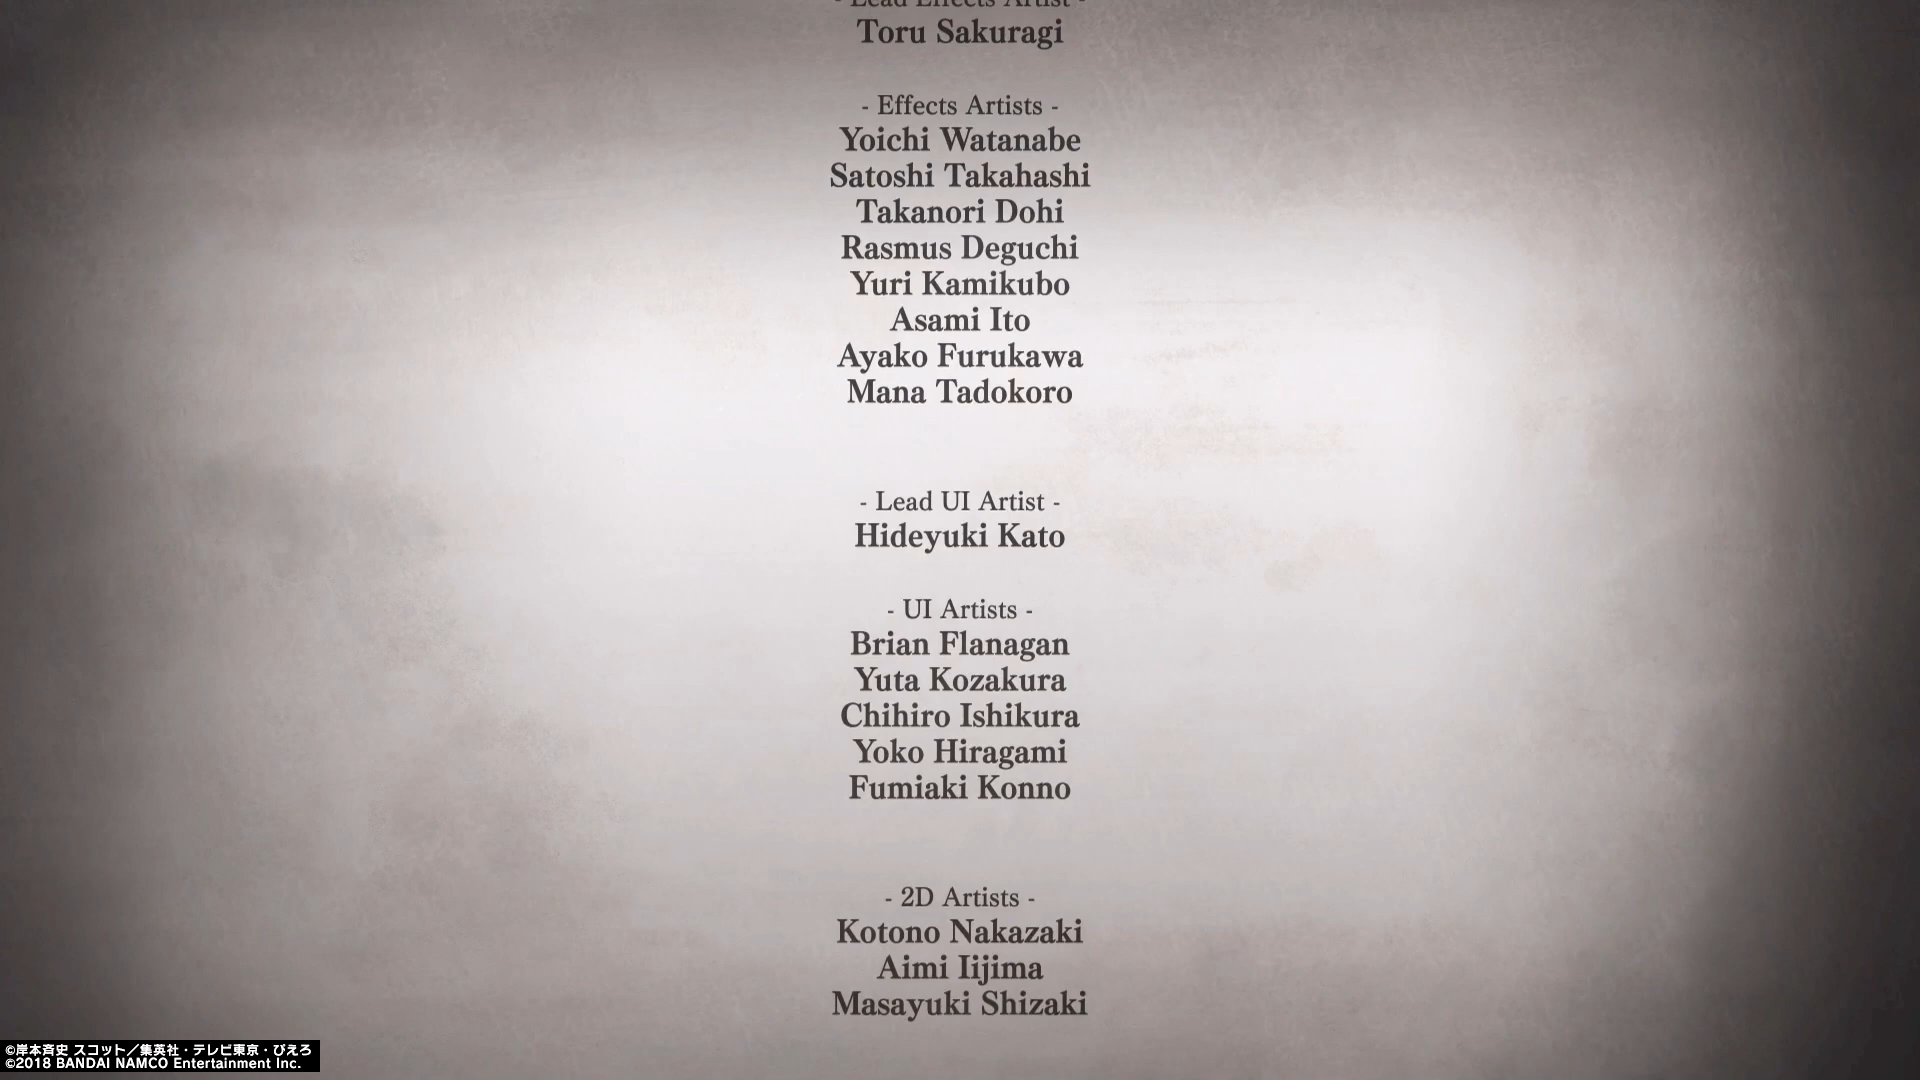 - Lead Effects Artist -
Toru Sakuragi
- Effects Artists -
Yoichi Watanabe
Satoshi Takahashi
Takanori Dohi
Rasmus Deguchi
Yuri Kamikubo
Asami Ito
Ayako Furukawa
Mana Tadokoro
- Lead UI Artist -
Hideyuki Kato
- UI Artists -
Brian Flanagan
Yuta Kozakura
Chihiro Ishikura
Yoko Hiragami
Fumiaki Konno
- 2D Artists -
Kotono Nakazaki
Aimi Iijima
Masayuki Shizaki
©岸本斉史 スコット／集英社・テレビ東京・ぴえろ
©2018 BANDAI NAMCO Entertainment Inc.